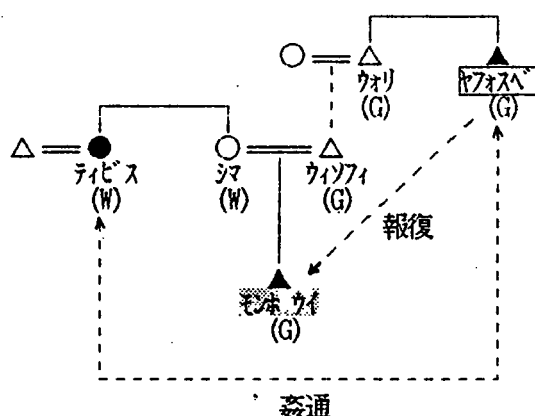 ウォリ
(G)
ヤフォスベ
(G)
ティビス
(W)
シマ
(W)
ウィソフィ
(G)
報復
モンホウイ
(G)
姦通